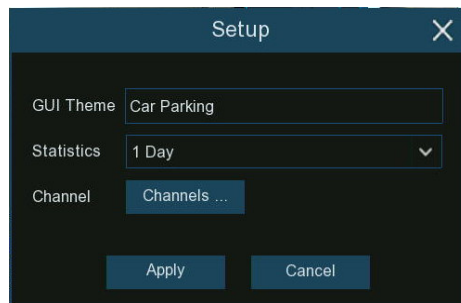 Setup
GUI Theme Car Parking
Statistics 1 Day
Channel Channels ...
Apply Cancel